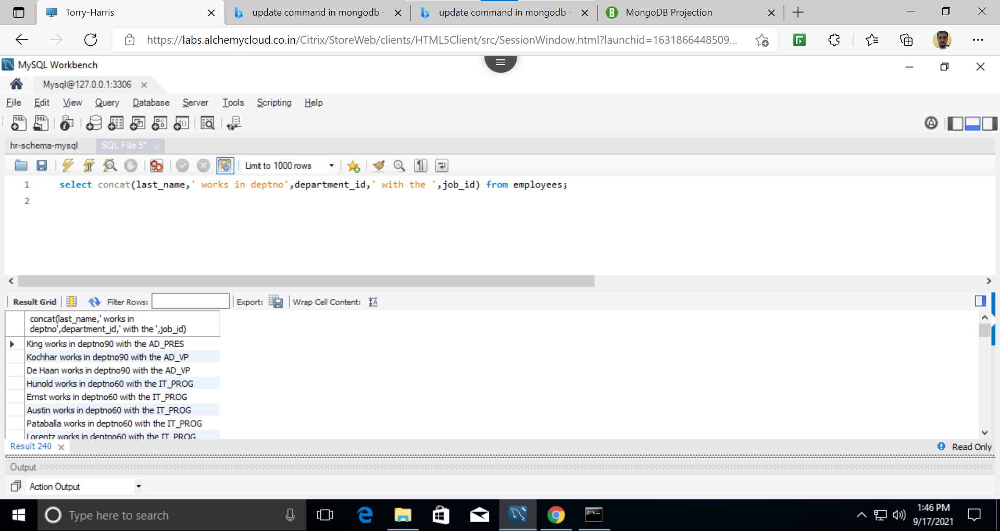 Torry-Harris
update command in mongodb -
update command in mongodb -
MongoDB Projection
https://labs.alchemycloud.co.in/Citrix/StoreWeb/clients/HTML5Client/src/SessionWindow.html?launchid=1631866448509...
MySQL Workbench
Mysql@127.0.0.1:3306
File Edit View Query Database Server Tools Scripting Help
hr-schema-mysql
SQL File 5*
Limit to 1000 rows
1 select concat(last_name,' works in deptno',department_id,' with the ',job_id) from employees;
2
Result Grid
Filter Rows:
Export:
Wrap Cell Content:
concat(last_name,' works in
deptno',department_id,' with the ',job_id)
King works in deptno90 with the AD_PRES
Kochhar works in deptno90 with the AD_VP
De Haan works in deptno90 with the AD_VP
Hunold works in deptno60 with the IT_PROG
Ernst works in deptno60 with the IT_PROG
Austin works in deptno60 with the IT_PROG
Pataballa works in deptno60 with the IT_PROG
Lorentz works in deptno60 with the IT_PROG
Result 240
Read Only
Output
Action Output
Type here to search
1:46 PM
9/17/2021